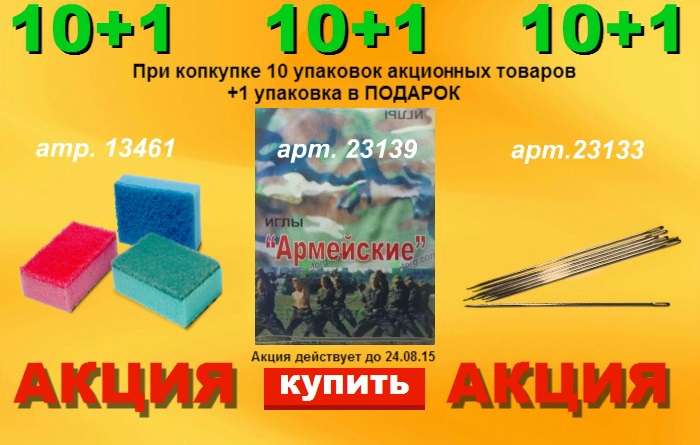 10+1 10+1 10+1
При копкупке 10 упаковок акционных товаров
+1 упаковка в ПОДАРОК
ИГЛЫ
атр. 13461 арт. 23139 арт.23133
ИГЛЫ
"Армейские"
Акция действует до 24.08.15
АКЦИЯ купить АКЦИЯ